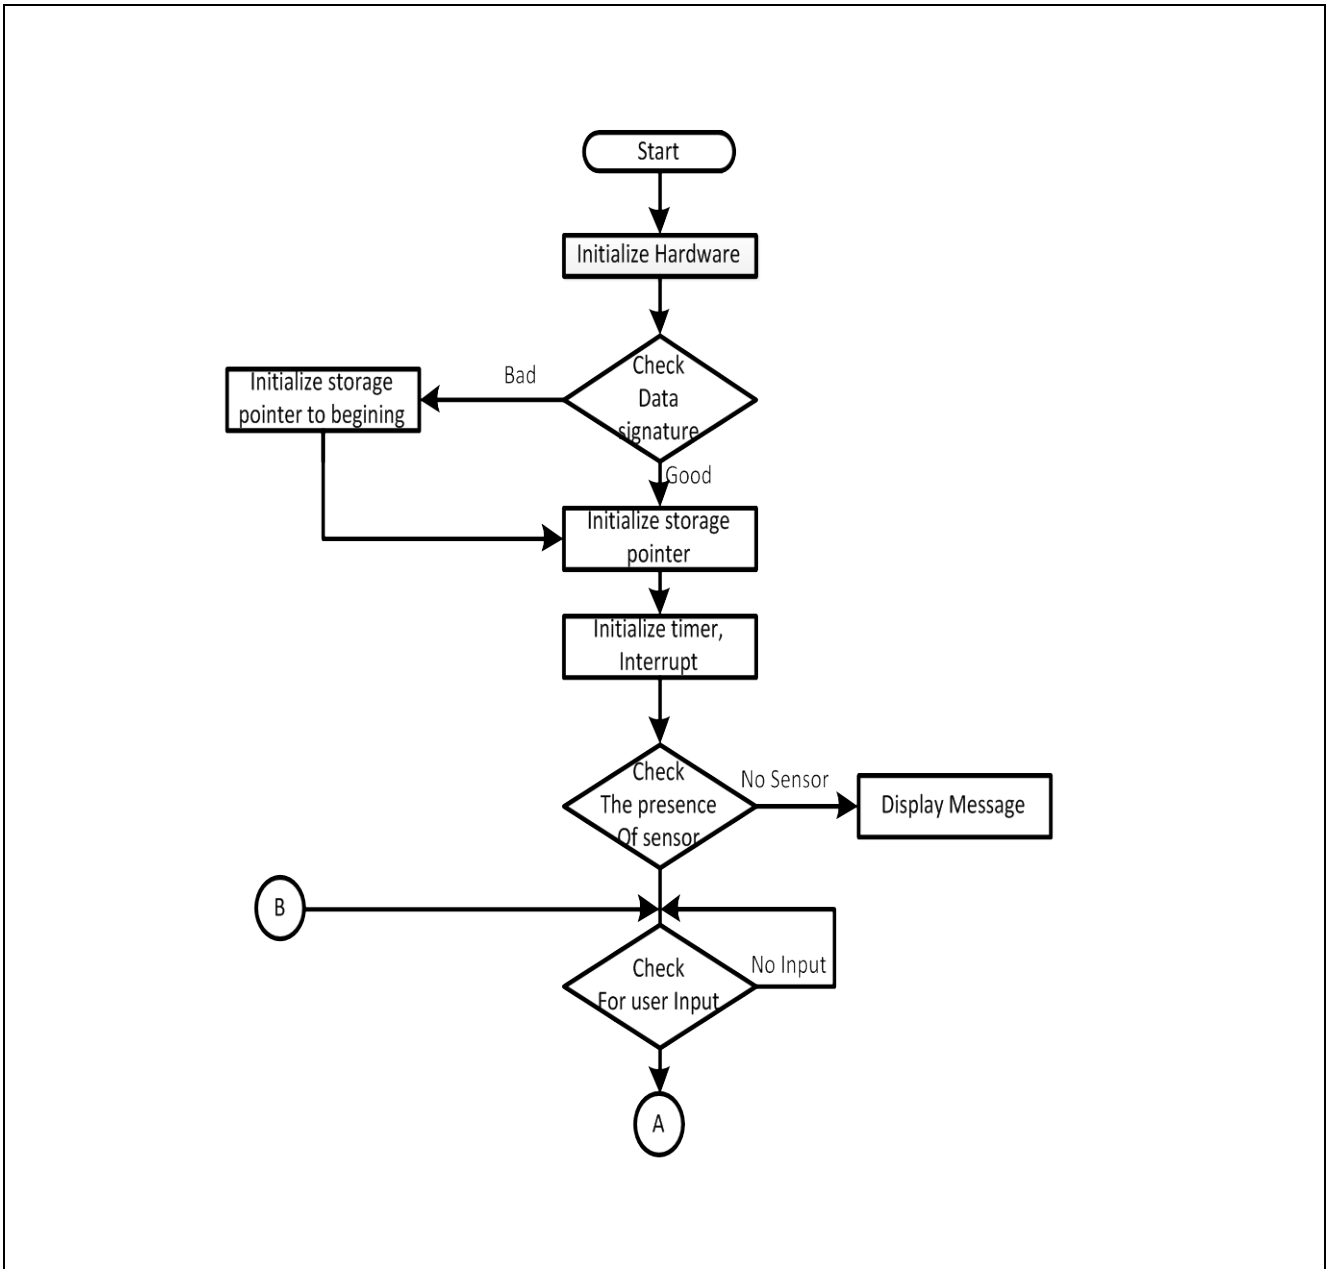 Start
Initialize Hardware
Check
Data
signature
Bad
Initialize storage
pointer to begining
Good
Initialize storage
pointer
Initialize timer,
Interrupt
Check
The presence
Of sensor
No Sensor
Display Message
B
Check
For user Input
No Input
A